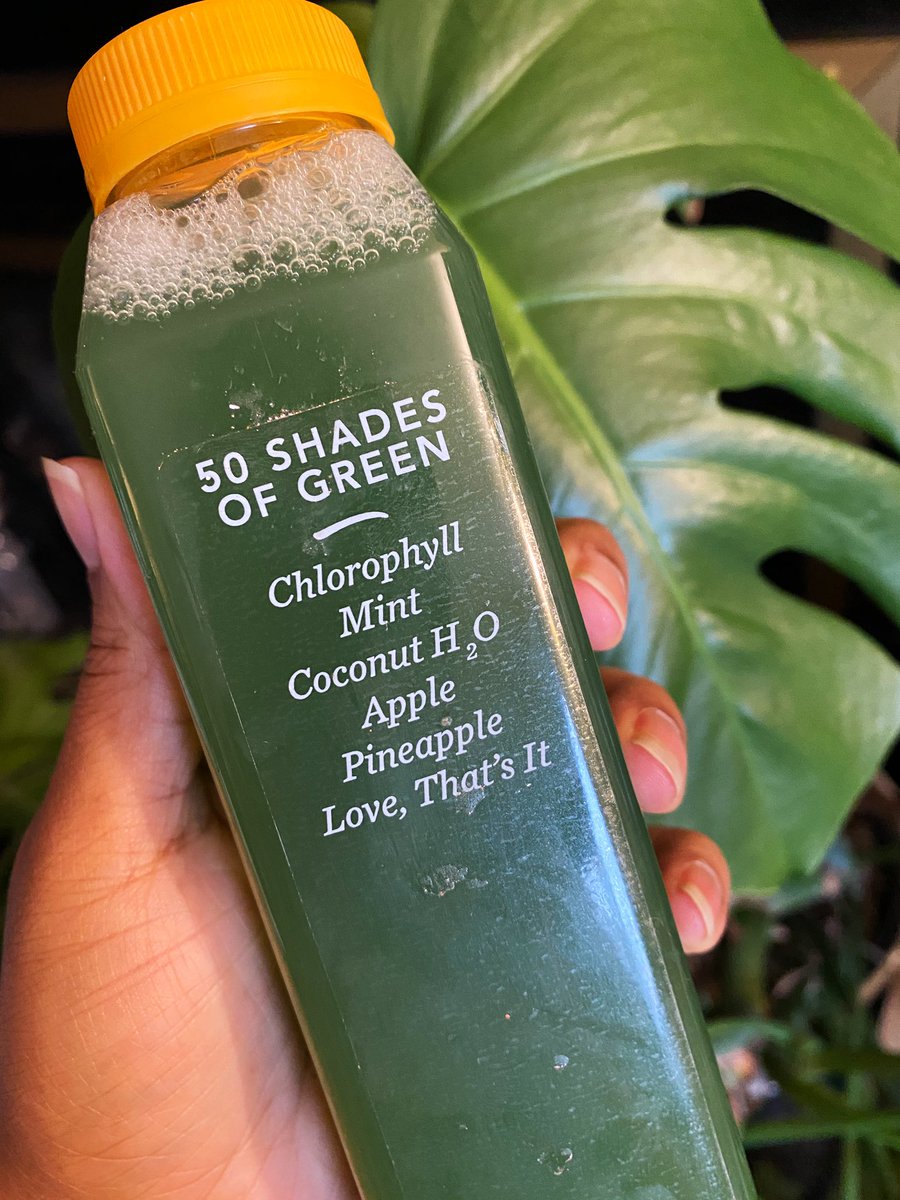 50 SHADES
OF GREEN
Chlorophyll
Mint
Coconut H₂O
Apple
Pineapple
Love, That's It